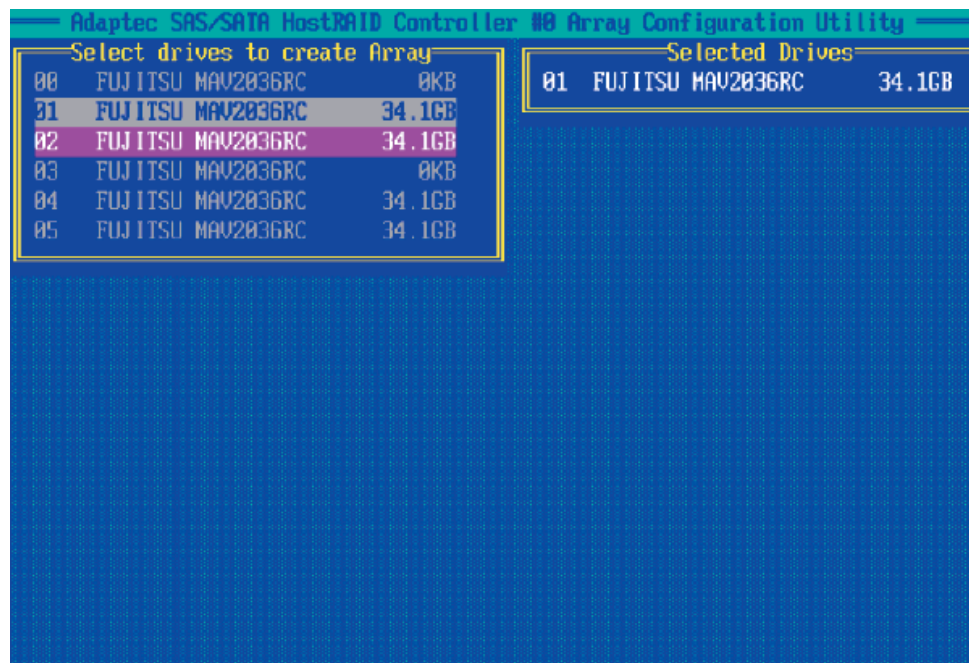 Adaptec SAS/SATA HostRAID Controller #0 Array Configuration Utility
Select drives to create Array
00 FUJITSU MAV2036RC 0KB
01 FUJITSU MAV2036RC 34.1GB
02 FUJITSU MAV2036RC 34.1GB
03 FUJITSU MAV2036RC 0KB
04 FUJITSU MAV2036RC 34.1GB
05 FUJITSU MAV2036RC 34.1GB
Selected Drives
01 FUJITSU MAV2036RC 34.1GB